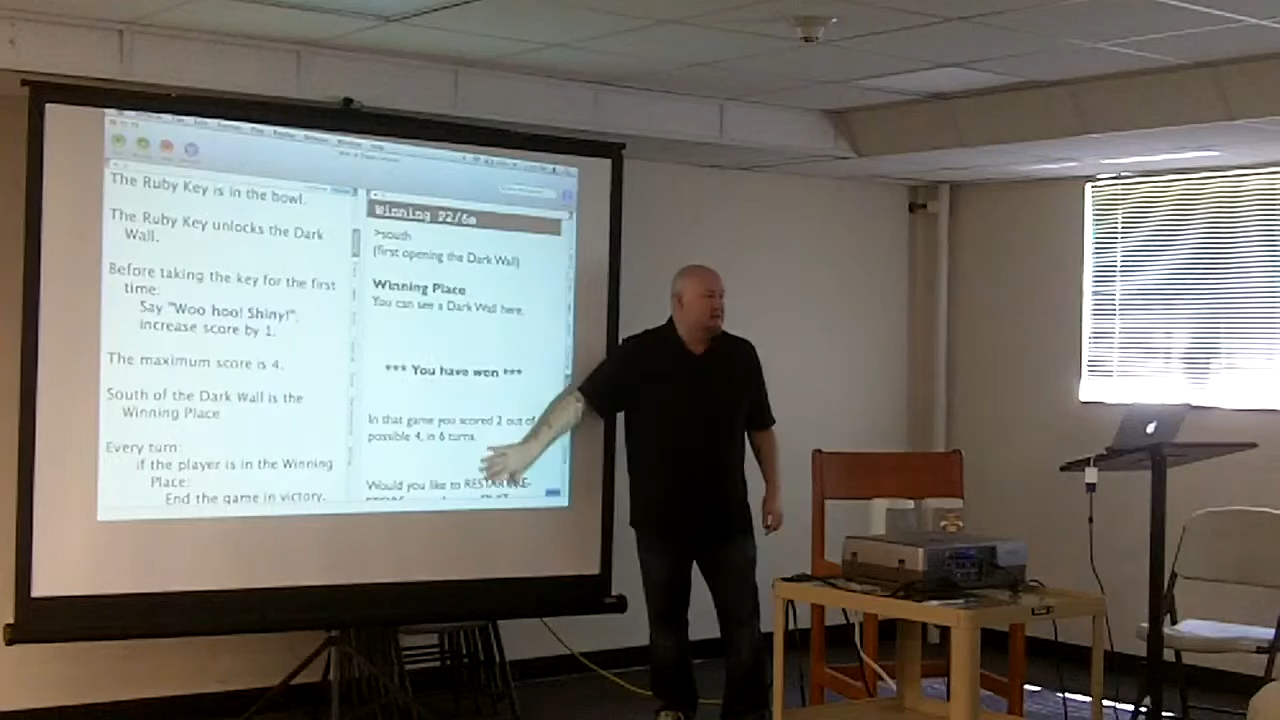 The Ruby Key is in the bowl.
The Ruby Key unlocks the Dark
Wall.
Before taking the key for the first
time:
Say "Woo hoo! Shiny!".
increase score by 1.
The maximum score is 4.
South of the Dark Wall is the
Winning Place
Every turn:
if the player is in the Winning
Place:
End the game in victory.
Winning P2/6a
>south
(first opening the Dark Wall)
Winning Place
You can see a Dark Wall here.
*** You have won ***
In that game you scored 2 out of
possible 4, in 6 turns.
Would you like to RESTART, RE-